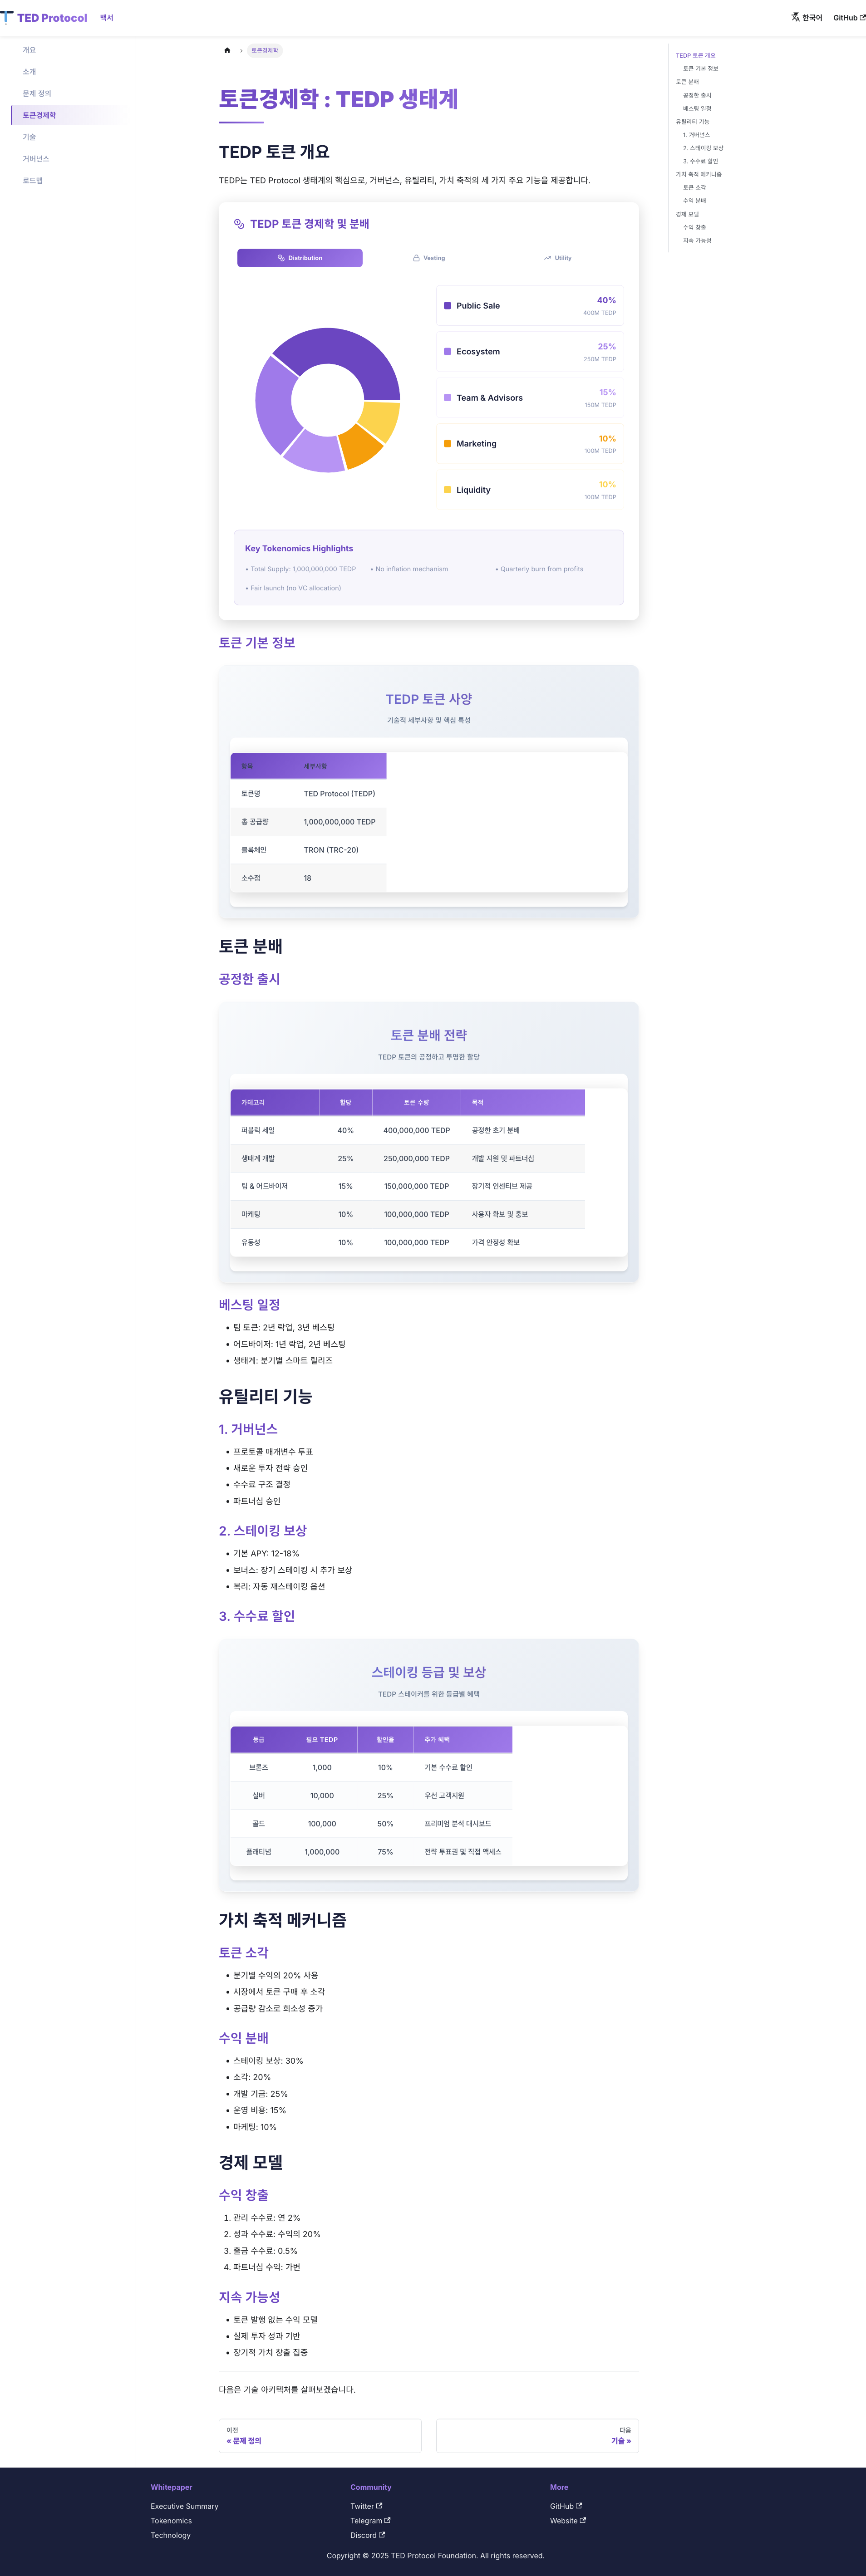 TED Protocol
백서
한국어
GitHub
개요
소개
문제 정의
토큰경제학
기술
거버넌스
로드맵
토큰경제학
토큰경제학 : TEDP 생태계
TEDP 토큰 개요
TEDP는 TED Protocol 생태계의 핵심으로, 거버넌스, 유틸리티, 가치 축적의 세 가지 주요 기능을 제공합니다.
TEDP 토큰 경제학 및 분배
Distribution
Vesting
Utility
Public Sale
40%
400M TEDP
Ecosystem
25%
250M TEDP
Team & Advisors
15%
150M TEDP
Marketing
10%
100M TEDP
Liquidity
10%
100M TEDP
Key Tokenomics Highlights
• Total Supply: 1,000,000,000 TEDP
• No inflation mechanism
• Quarterly burn from profits
• Fair launch (no VC allocation)
토큰 기본 정보
TEDP 토큰 사양
기술적 세부사항 및 핵심 특성
항목 세부사항
토큰명 TED Protocol (TEDP)
총 공급량 1,000,000,000 TEDP
블록체인 TRON (TRC-20)
소수점 18
토큰 분배
공정한 출시
토큰 분배 전략
TEDP 토큰의 공정하고 투명한 할당
카테고리 할당 토큰 수량 목적
퍼블릭 세일 40% 400,000,000 TEDP 공정한 초기 분배
생태계 개발 25% 250,000,000 TEDP 개발 지원 및 파트너십
팀 & 어드바이저 15% 150,000,000 TEDP 장기적 인센티브 제공
마케팅 10% 100,000,000 TEDP 사용자 확보 및 홍보
유동성 10% 100,000,000 TEDP 가격 안정성 확보
베스팅 일정
• 팀 토큰: 2년 락업, 3년 베스팅
• 어드바이저: 1년 락업, 2년 베스팅
• 생태계: 분기별 스마트 릴리즈
유틸리티 기능
1. 거버넌스
• 프로토콜 매개변수 투표
• 새로운 투자 전략 승인
• 수수료 구조 결정
• 파트너십 승인
2. 스테이킹 보상
• 기본 APY: 12-18%
• 보너스: 장기 스테이킹 시 추가 보상
• 복리: 자동 재스테이킹 옵션
3. 수수료 할인
스테이킹 등급 및 보상
TEDP 스테이커를 위한 등급별 혜택
등급 필요 TEDP 할인율 추가 혜택
브론즈 1,000 10% 기본 수수료 할인
실버 10,000 25% 우선 고객지원
골드 100,000 50% 프리미엄 분석 대시보드
플래티넘 1,000,000 75% 전략 투표권 및 직접 액세스
가치 축적 메커니즘
토큰 소각
• 분기별 수익의 20% 사용
• 시장에서 토큰 구매 후 소각
• 공급량 감소로 희소성 증가
수익 분배
• 스테이킹 보상: 30%
• 소각: 20%
• 개발 기금: 25%
• 운영 비용: 15%
• 마케팅: 10%
경제 모델
수익 창출
1. 관리 수수료: 연 2%
2. 성과 수수료: 수익의 20%
3. 출금 수수료: 0.5%
4. 파트너십 수익: 가변
지속 가능성
• 토큰 발행 없는 수익 모델
• 실제 투자 성과 기반
• 장기적 가치 창출 집중
다음은 기술 아키텍처를 살펴보겠습니다.
이전
« 문제 정의
다음
기술 »
TEDP 토큰 개요
토큰 기본 정보
토큰 분배
공정한 출시
베스팅 일정
유틸리티 기능
1. 거버넌스
2. 스테이킹 보상
3. 수수료 할인
가치 축적 메커니즘
토큰 소각
수익 분배
경제 모델
수익 창출
지속 가능성
Whitepaper
Executive Summary
Tokenomics
Technology
Community
Twitter
Telegram
Discord
More
GitHub
Website
Copyright © 2025 TED Protocol Foundation. All rights reserved.